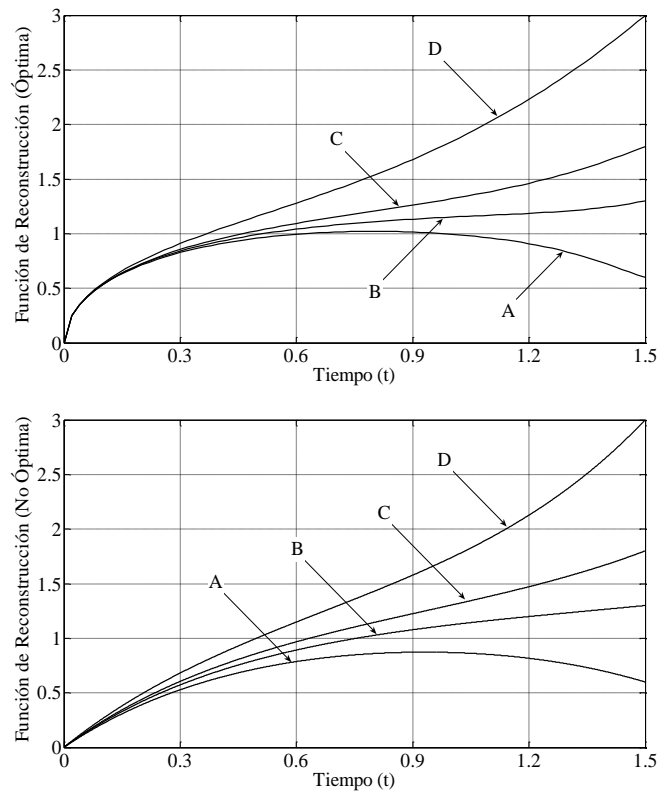 Función de Reconstrucción (Óptima)
3
2.5
2
1.5
1
0.5
0
D
C
B
A
0 0.3 0.6 0.9 1.2 1.5
Tiempo (t)
Función de Reconstrucción (No Óptima)
3
2.5
2
1.5
1
0.5
0
D
C
B
A
0 0.3 0.6 0.9 1.2 1.5
Tiempo (t)